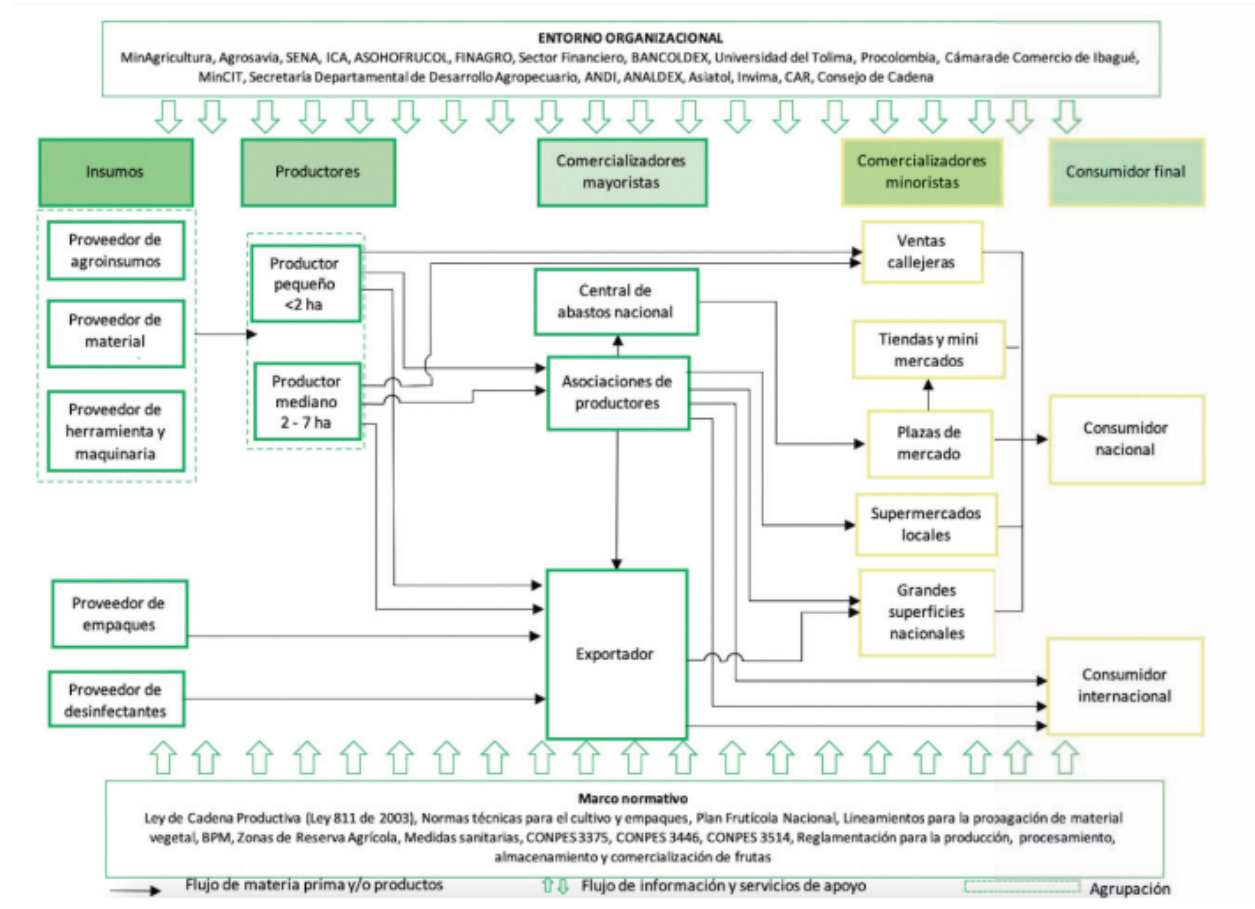 ENTORNO ORGANIZACIONAL
MinAgricultura, Agrosavia, SENA, ICA, ASOHOFRUCOL, FINAGRO, Sector Financiero, BANCOLDEX, Universidad del Tolima, Procolombia, Cámarade Comercio de Ibagué,
MinCIT, Secretaría Departamental de Desarrollo Agropecuario, ANDI, ANALDEX, Asiatol, Invima, CAR, Consejo de Cadena
Insumos
Productores
Comercializadores
mayoristas
Comercializadores
minoristas
Consumidor final
Proveedor de
agroinsumos
Proveedor de
material
Proveedor de
herramienta y
maquinaria
Proveedor de
empaques
Proveedor de
desinfectantes
Productor
pequeño
<2 ha
Productor
mediano
2 - 7 ha
Central de
abastos nacional
Asociaciones de
productores
Exportador
Ventas
callejeras
Tiendas y mini
mercados
Plazas de
mercado
Supermercados
locales
Grandes
superficies
nacionales
Consumidor
nacional
Consumidor
internacional
Marco normativo
Ley de Cadena Productiva (Ley 811 de 2003), Normas técnicas para el cultivo y empaques, Plan Frutícola Nacional, Lineamientos para la propagación de material
vegetal, BPM, Zonas de Reserva Agrícola, Medidas sanitarias, CONPES 3375, CONPES 3446, CONPES 3514, Reglamentación para la producción, procesamiento,
almacenamiento y comercialización de frutas
Flujo de materia prima y/o productos
Flujo de información y servicios de apoyo
Agrupación